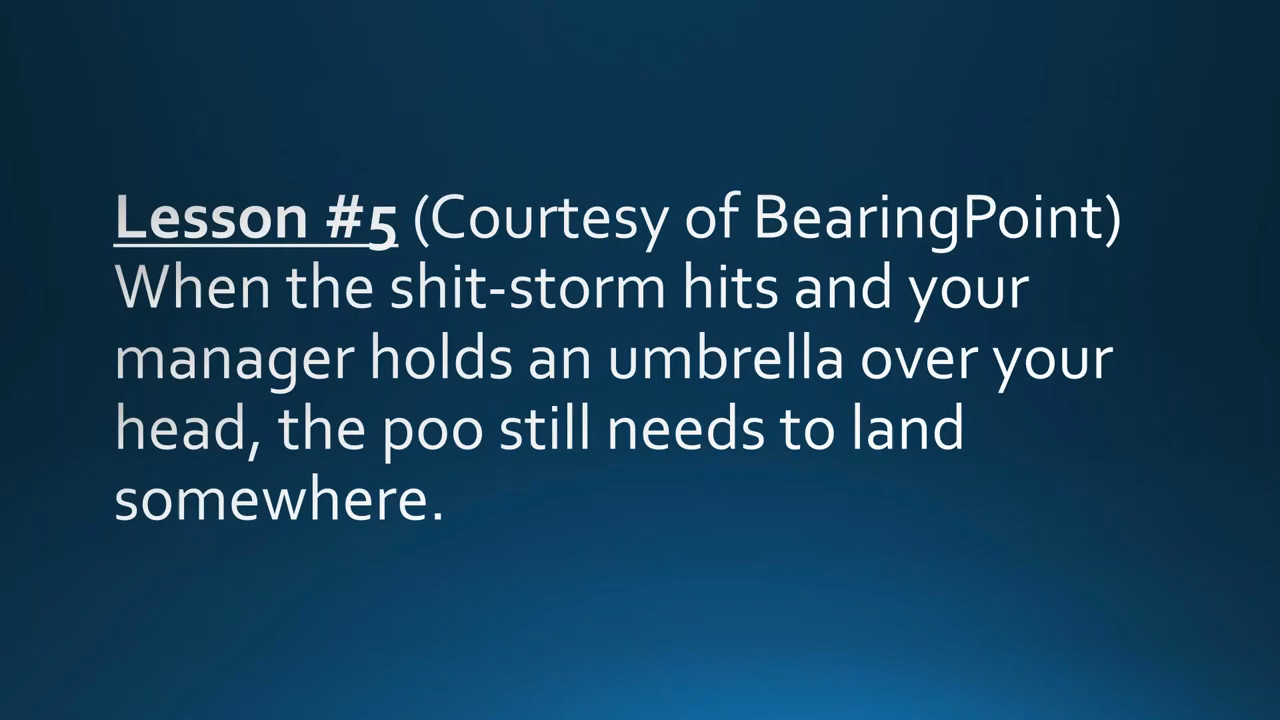 Lesson #5 (Courtesy of BearingPoint)
When the shit-storm hits and your
manager holds an umbrella over your
head, the poo still needs to land
somewhere.